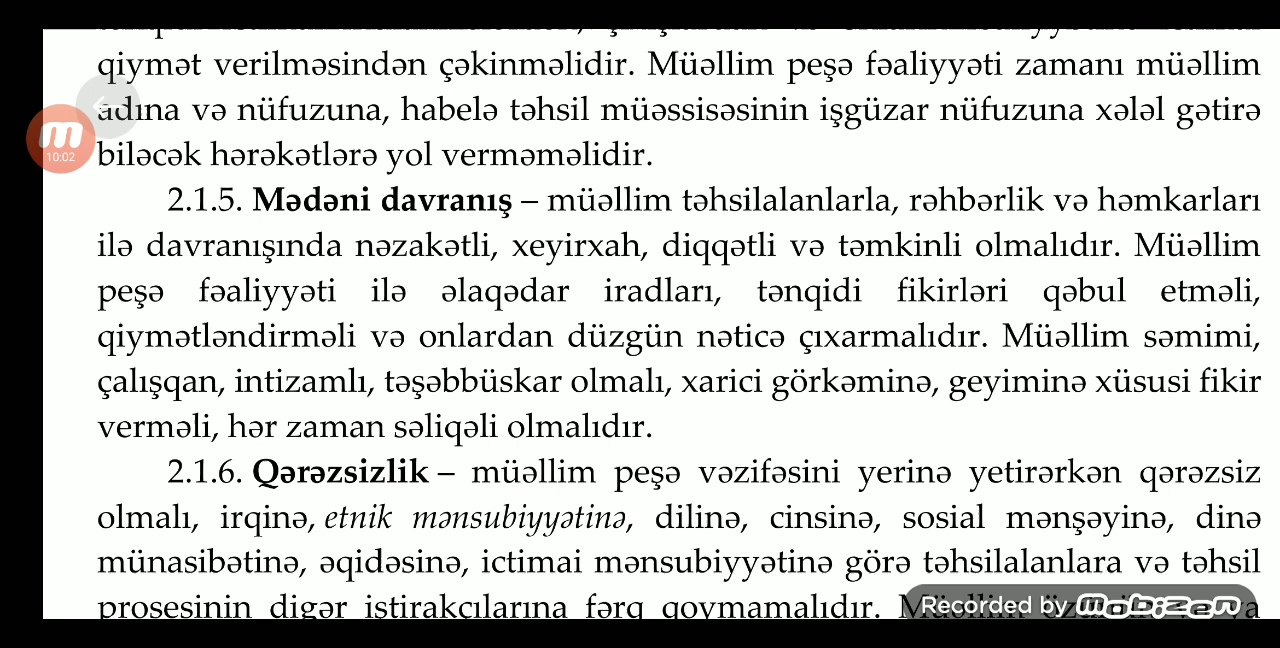 qiymət verilməsindən çəkinməlidir. Müəllim peşə fəaliyyəti zamanı müəllim
adına və nüfuzuna, habelə təhsil müəssisəsinin işgüzar nüfuzuna xələl gətirə
10:02
biləcək hərəkətlərə yol verməməlidir.
2.1.5. Mədəni davranış – müəllim təhsilalanlarla, rəhbərlik və həmkarları
ilə davranışında nəzakətli, xeyirxah, diqqətli və təmkinli olmalıdır. Müəllim
peşə fəaliyyəti ilə əlaqədar iradları, tənqidi fikirləri qəbul etməli,
qiymətləndirməli və onlardan düzgün nəticə çıxarmalıdır. Müəllim səmimi,
çalışqan, intizamlı, təşəbbüskar olmalı, xarici görkəminə, geyiminə xüsusi fikir
verməli, hər zaman səliqəli olmalıdır.
2.1.6. Qərəzsizlik – müəllim peşə vəzifəsini yerinə yetirərkən qərəzsiz
olmalı, irqinə, etnik mənsubiyyətinə, dilinə, cinsinə, sosial mənşəyinə, dinə
münasibətinə, əqidəsinə, ictimai mənsubiyyətinə görə təhsilalanlara və təhsil
prosesinin digər iştirakçılarına fərq qoymamalıdır.
Recorded by Mobizen